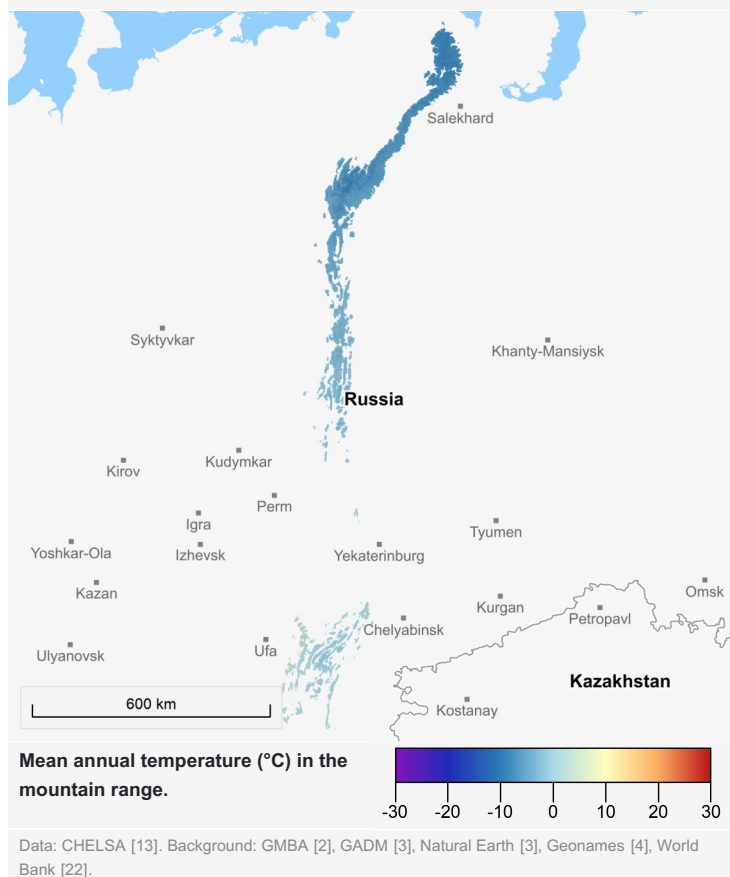 Salekhard
Syktyvkar
Khanty-Mansiysk
Russia
Kirov
Kudymkar
Perm
Igra
Tyumen
Yoshkar-Ola
Izhevsk
Yekaterinburg
Kazan
Omsk
Kurgan
Petropavl
Chelyabinsk
Ulyanovsk
Ufa
Kazakhstan
600 km
Kostanay
Mean annual temperature (°C) in the
mountain range.
-30 -20 -10 0 10 20 30
Data: CHELSA [13]. Background: GMBA [2], GADM [3], Natural Earth [3], Geonames [4], World
Bank [22].